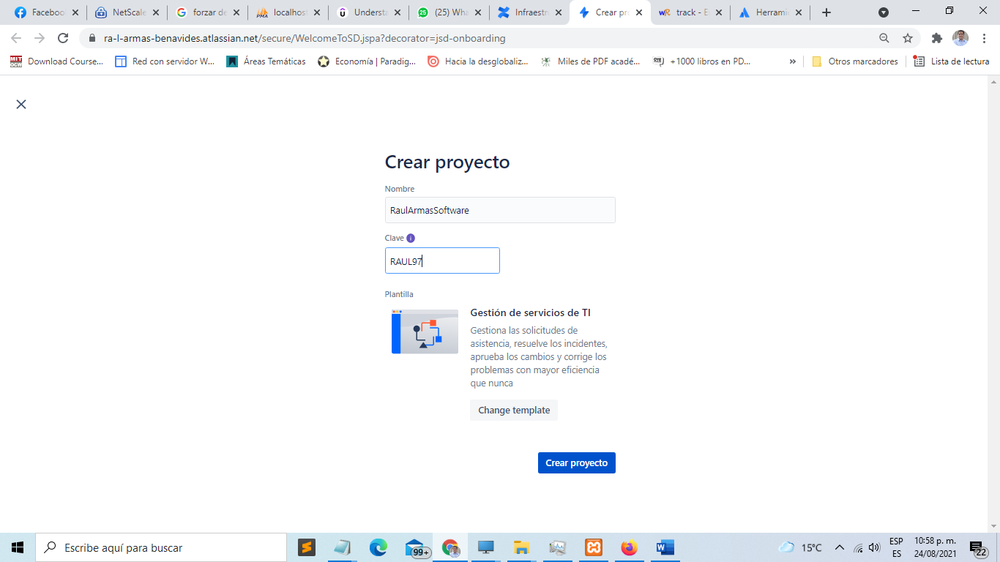 Faceboo
NetScale
forzar de
localhos
Underst
(25) Wha
Infraestr
Crear pr
track - E
Herrami
ra-l-armas-benavides.atlassian.net/secure/WelcomeToSD.jspa?decorator=jsd-onboarding
MIT OCW
Download Course...
Red con servidor W...
Áreas Temáticas
Economía | Paradig...
Hacia la desglobaliz...
Miles de PDF acadé...
+1000 libros en PD...
»
Otros marcadores
Lista de lectura
Crear proyecto
Nombre
RaulArmasSoftware
Clave
RAUL97
Plantilla
Gestión de servicios de TI
Gestiona las solicitudes de
asistencia, resuelve los incidentes,
aprueba los cambios y corrige los
problemas con mayor eficiencia
que nunca
Change template
Crear proyecto
Escribe aquí para buscar
99+
15°C
ESP
ES
10:58 p. m.
24/08/2021
22